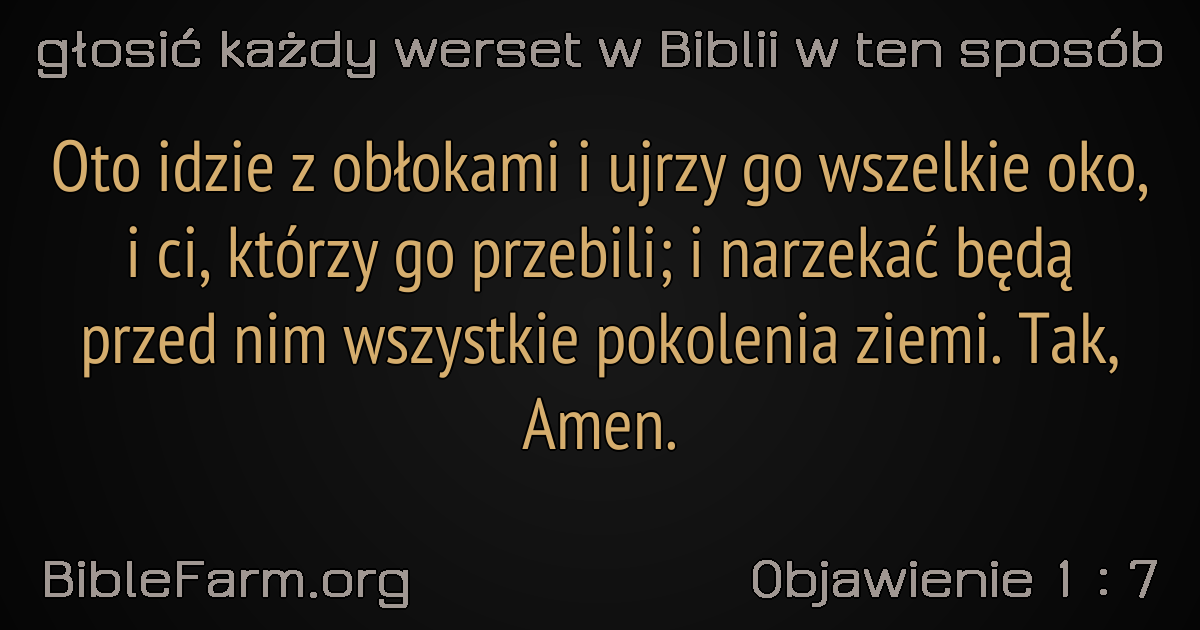 głosić każdy werset w Biblii w ten sposób
Oto idzie z obłokami i ujrzy go wszelkie oko,
i ci, którzy go przebili; i narzekać będą
przed nim wszystkie pokolenia ziemi. Tak,
Amen.
BibleFarm.org
Objawienie 1 : 7